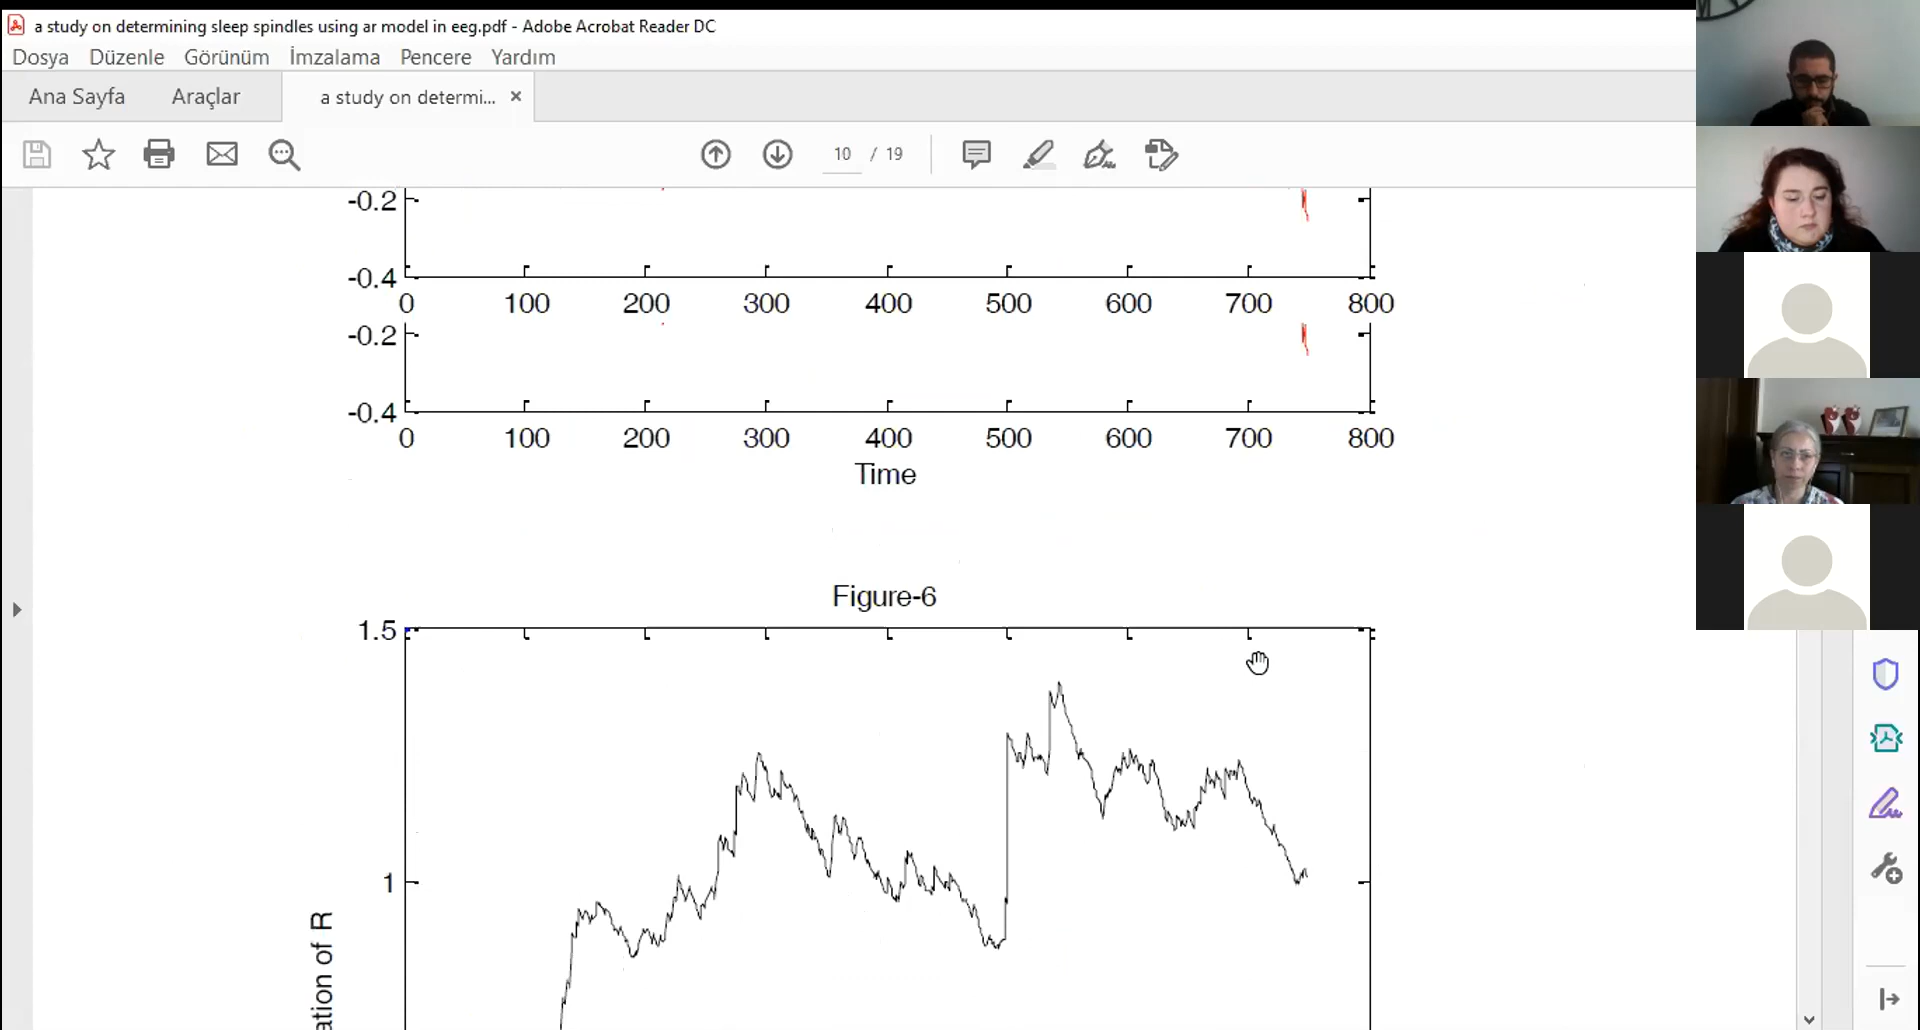 a study on determining sleep spindles using ar model in eeg.pdf - Adobe Acrobat Reader DC
Dosya Düzenle Görünüm İmzalama Pencere Yardım
Ana Sayfa Araçlar a study on determi... ×
10 / 19
-0.2
-0.4
0 100 200 300 400 500 600 700 800
-0.2
-0.4
0 100 200 300 400 500 600 700 800
Time
Figure-6
1.5
1
ation of R